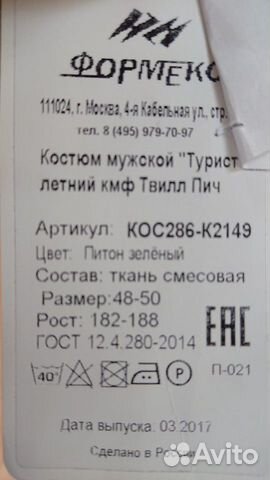 ФОРМЕКС
111024, г. Москва, 4-я Кабельная ул., стр.
тел. 8 (495) 979-70-97
Костюм мужской "Турист
летний кмф Твилл Пич
Артикул: КОС286-К2149
Цвет: Питон зелёный
Состав: ткань смесовая
Размер:48-50
Рост: 182-188
ГОСТ 12.4.280-2014
EAC
40° P П-021
Дата выпуска: 03.2017
Сделано в России
Avito